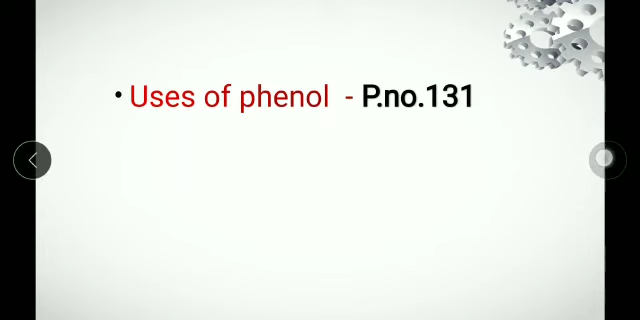 • Uses of phenol - P.no.131